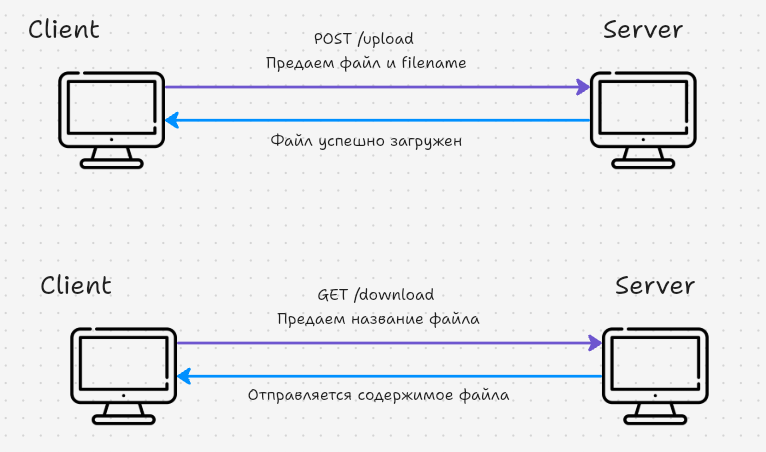 Client
Server
POST /upload
Предаем файл и filename
Файл успешно загружен
Client
Server
GET /download
Предаем название файла
Отправляется содержимое файла